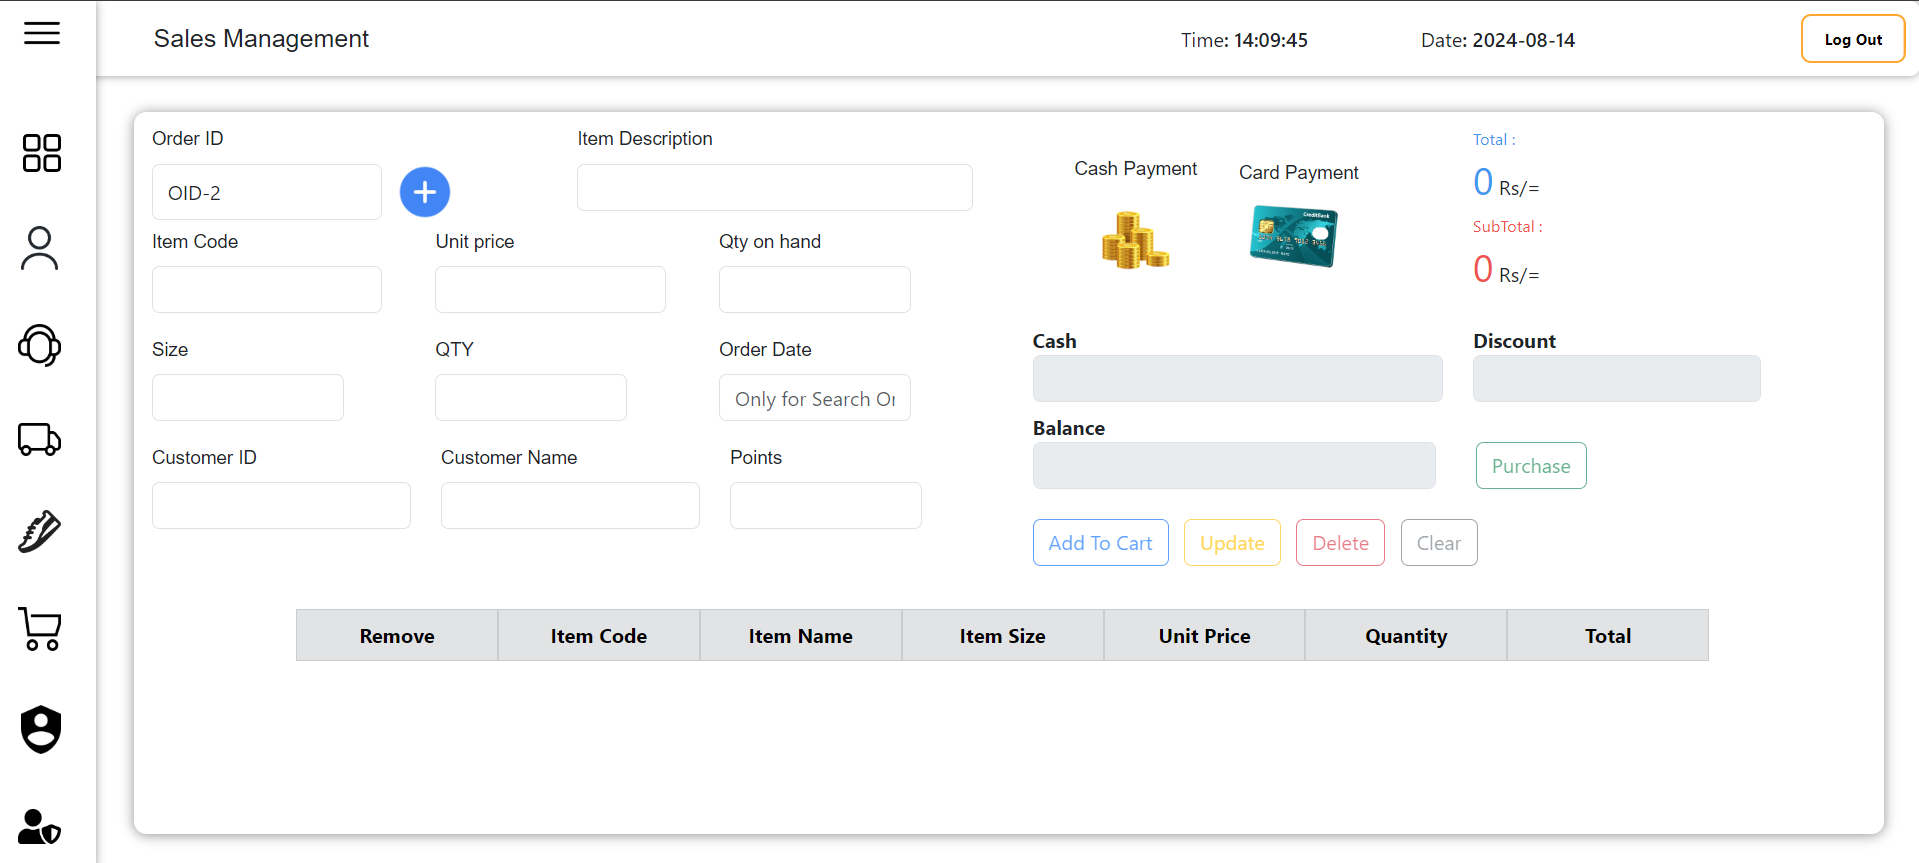 Sales Management
Time: 14:09:45
Date: 2024-08-14
Log Out
Order ID
Item Description
OID-2
Item Code
Unit price
Qty on hand
Size
QTY
Order Date
Only for Search Or
Customer ID
Customer Name
Points
Cash Payment
Card Payment
CreditBank
Total :
0 Rs/=
SubTotal :
0 Rs/=
Cash
Discount
Balance
Purchase
Add To Cart
Update
Delete
Clear
Remove
Item Code
Item Name
Item Size
Unit Price
Quantity
Total